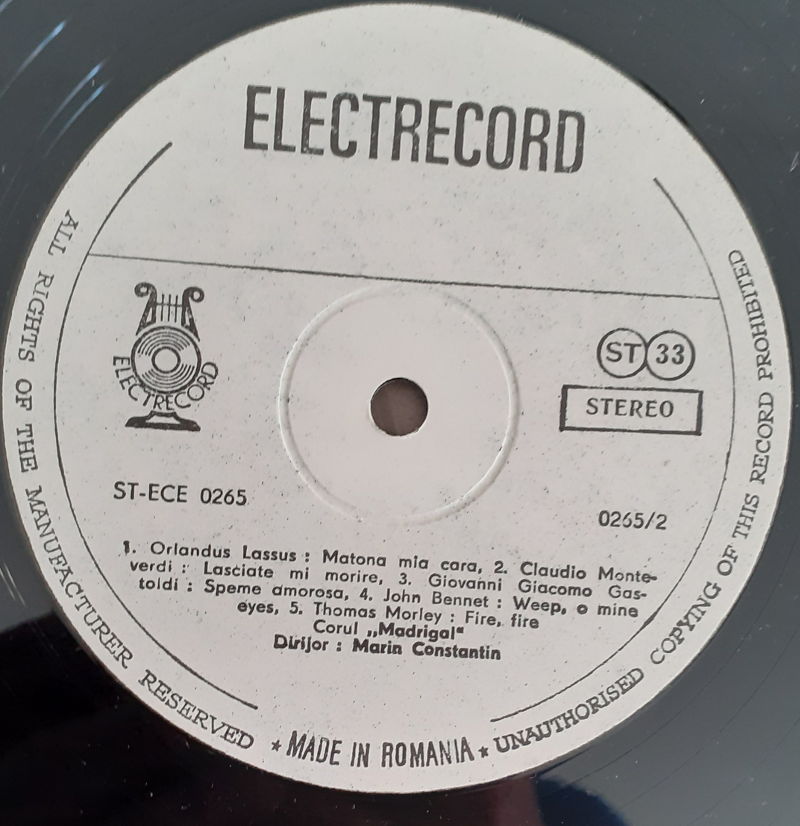 ELECTRECORD
ELECTRECORD
ST 33
STEREO
ST-ECE 0265
0265/2
1. Orlandus Lassus : Matona mia cara, 2. Claudio Monte-
verdi : Lasciate mi morire, 3. Giovanni Giacomo Gas-
toldi : Speme amorosa, 4. John Bennet : Weep, o mine
eyes, 5. Thomas Morley : Fire, fire
Corul „Madrigal“
Dirijor : Marin Constantin
ALL RIGHTS OF THE MANUFACTURER RESERVED ★ MADE IN ROMANIA ★ UNAUTHORISED COPYING OF THIS RECORD PROHIBITED